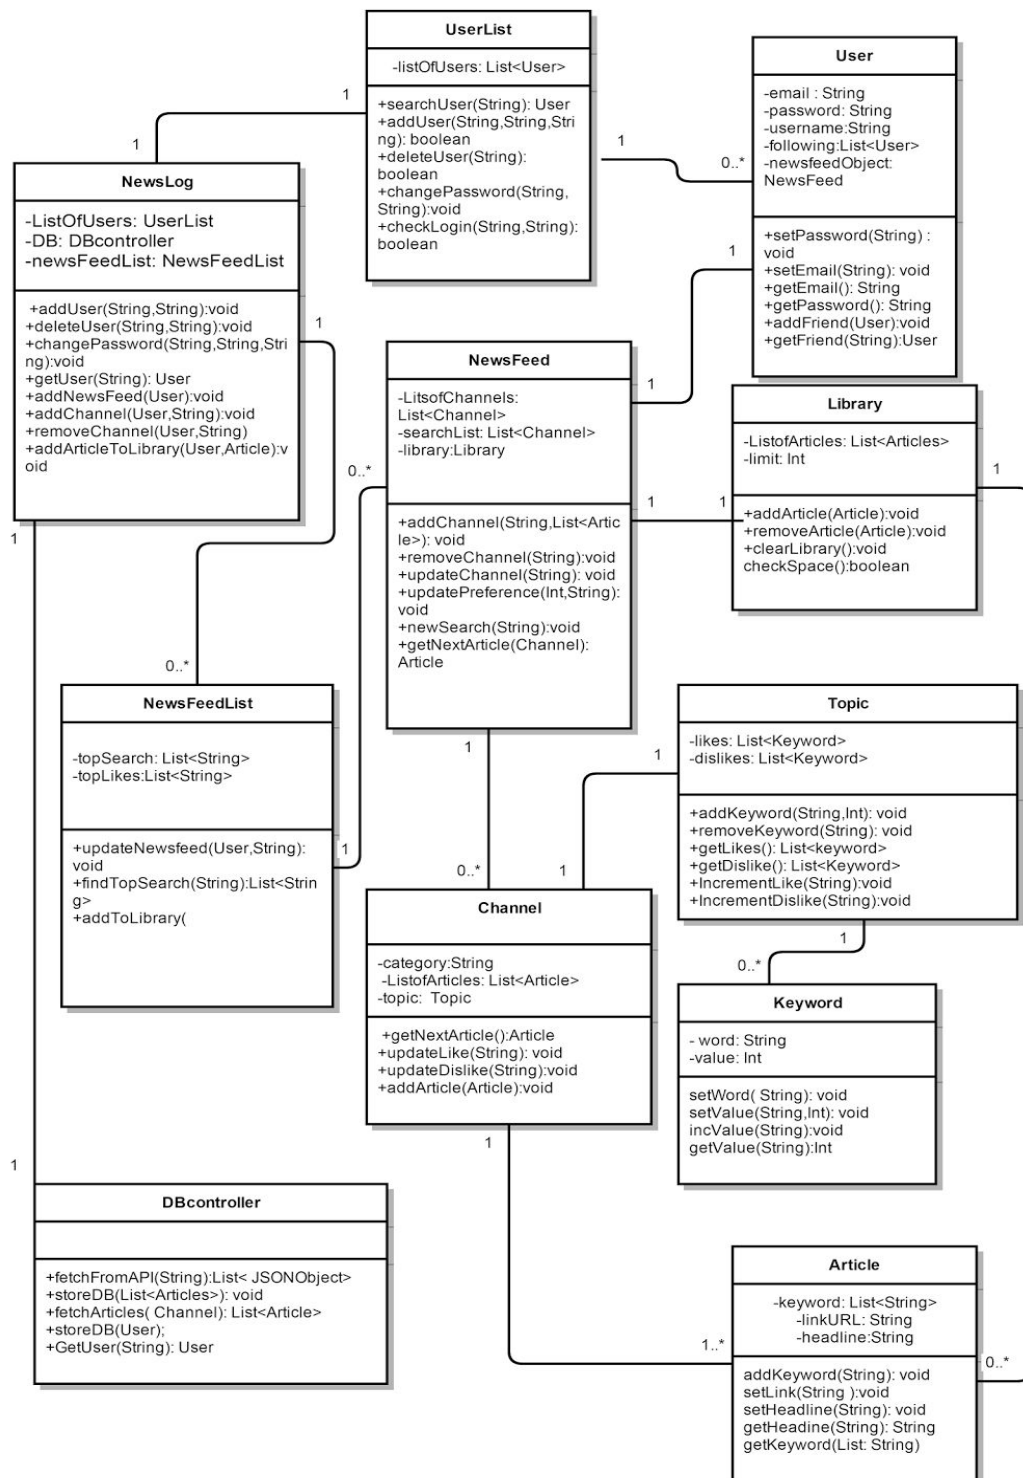 UserList
-listOfUsers: List<User>
+searchUser(String): User
+addUser(String,String,Stri
ng): boolean
+deleteUser(String):
boolean
+changePassword(String,
String):void
+checkLogin(String,String):
boolean
User
-email : String
-password: String
-username:String
-following:List<User>
-newsfeedObject:
NewsFeed
+setPassword(String) :
void
+setEmail(String): void
+getEmail(): String
+getPassword(): String
+addFriend(User):void
+getFriend(String):User
1
1
1
0..*
NewsLog
-ListOfUsers: UserList
-DB: DBcontroller
-newsFeedList: NewsFeedList
+addUser(String,String):void
+deleteUser(String,String):void
+changePassword(String,String,Stri
ng):void
+getUser(String): User
+addNewsFeed(User):void
+addChannel(User,String):void
+removeChannel(User,String)
+addArticleToLibrary(User,Article):v
oid
1
0..*
1
1
NewsFeed
-LitsofChannels:
List<Channel>
-searchList: List<Channel>
-library:Library
+addChannel(String,List<Artic
le>): void
+removeChannel(String):void
+updateChannel(String): void
+updatePreference(Int,String):
void
+newSearch(String):void
+getNextArticle(Channel):
Article
1
1
0..*
1
1
1
Library
-ListofArticles: List<Articles>
-limit: Int
+addArticle(Article):void
+removeArticle(Article):void
+clearLibrary():void
checkSpace():boolean
1
NewsFeedList
-topSearch: List<String>
-topLikes:List<String>
+updateNewsfeed(User,String):
void
+findTopSearch(String):List<Strin
g>
+addToLibrary(
1
0..*
Topic
-likes: List<Keyword>
-dislikes: List<Keyword>
+addKeyword(String,Int): void
+removeKeyword(String): void
+getLikes(): List<keyword>
+getDislike(): List<Keyword>
+IncrementLike(String):void
+IncrementDislike(String):void
1
1
Channel
-category:String
-ListofArticles: List<Article>
-topic: Topic
+getNextArticle():Article
+updateLike(String): void
+updateDislike(String):void
+addArticle(Article):void
1
0..*
Keyword
- word: String
-value: Int
setWord( String): void
setValue(String,Int): void
incValue(String):void
getValue(String):Int
DBcontroller
+fetchFromAPI(String):List< JSONObject>
+storeDB(List<Articles>): void
+fetchArticles( Channel): List<Article>
+storeDB(User);
+GetUser(String): User
1
1..*
Article
-keyword: List<String>
-linkURL: String
-headline:String
addKeyword(String): void
setLink(String ):void
setHeadline(String): void
getHeadine(String): String
getKeyword(List: String)
0..*